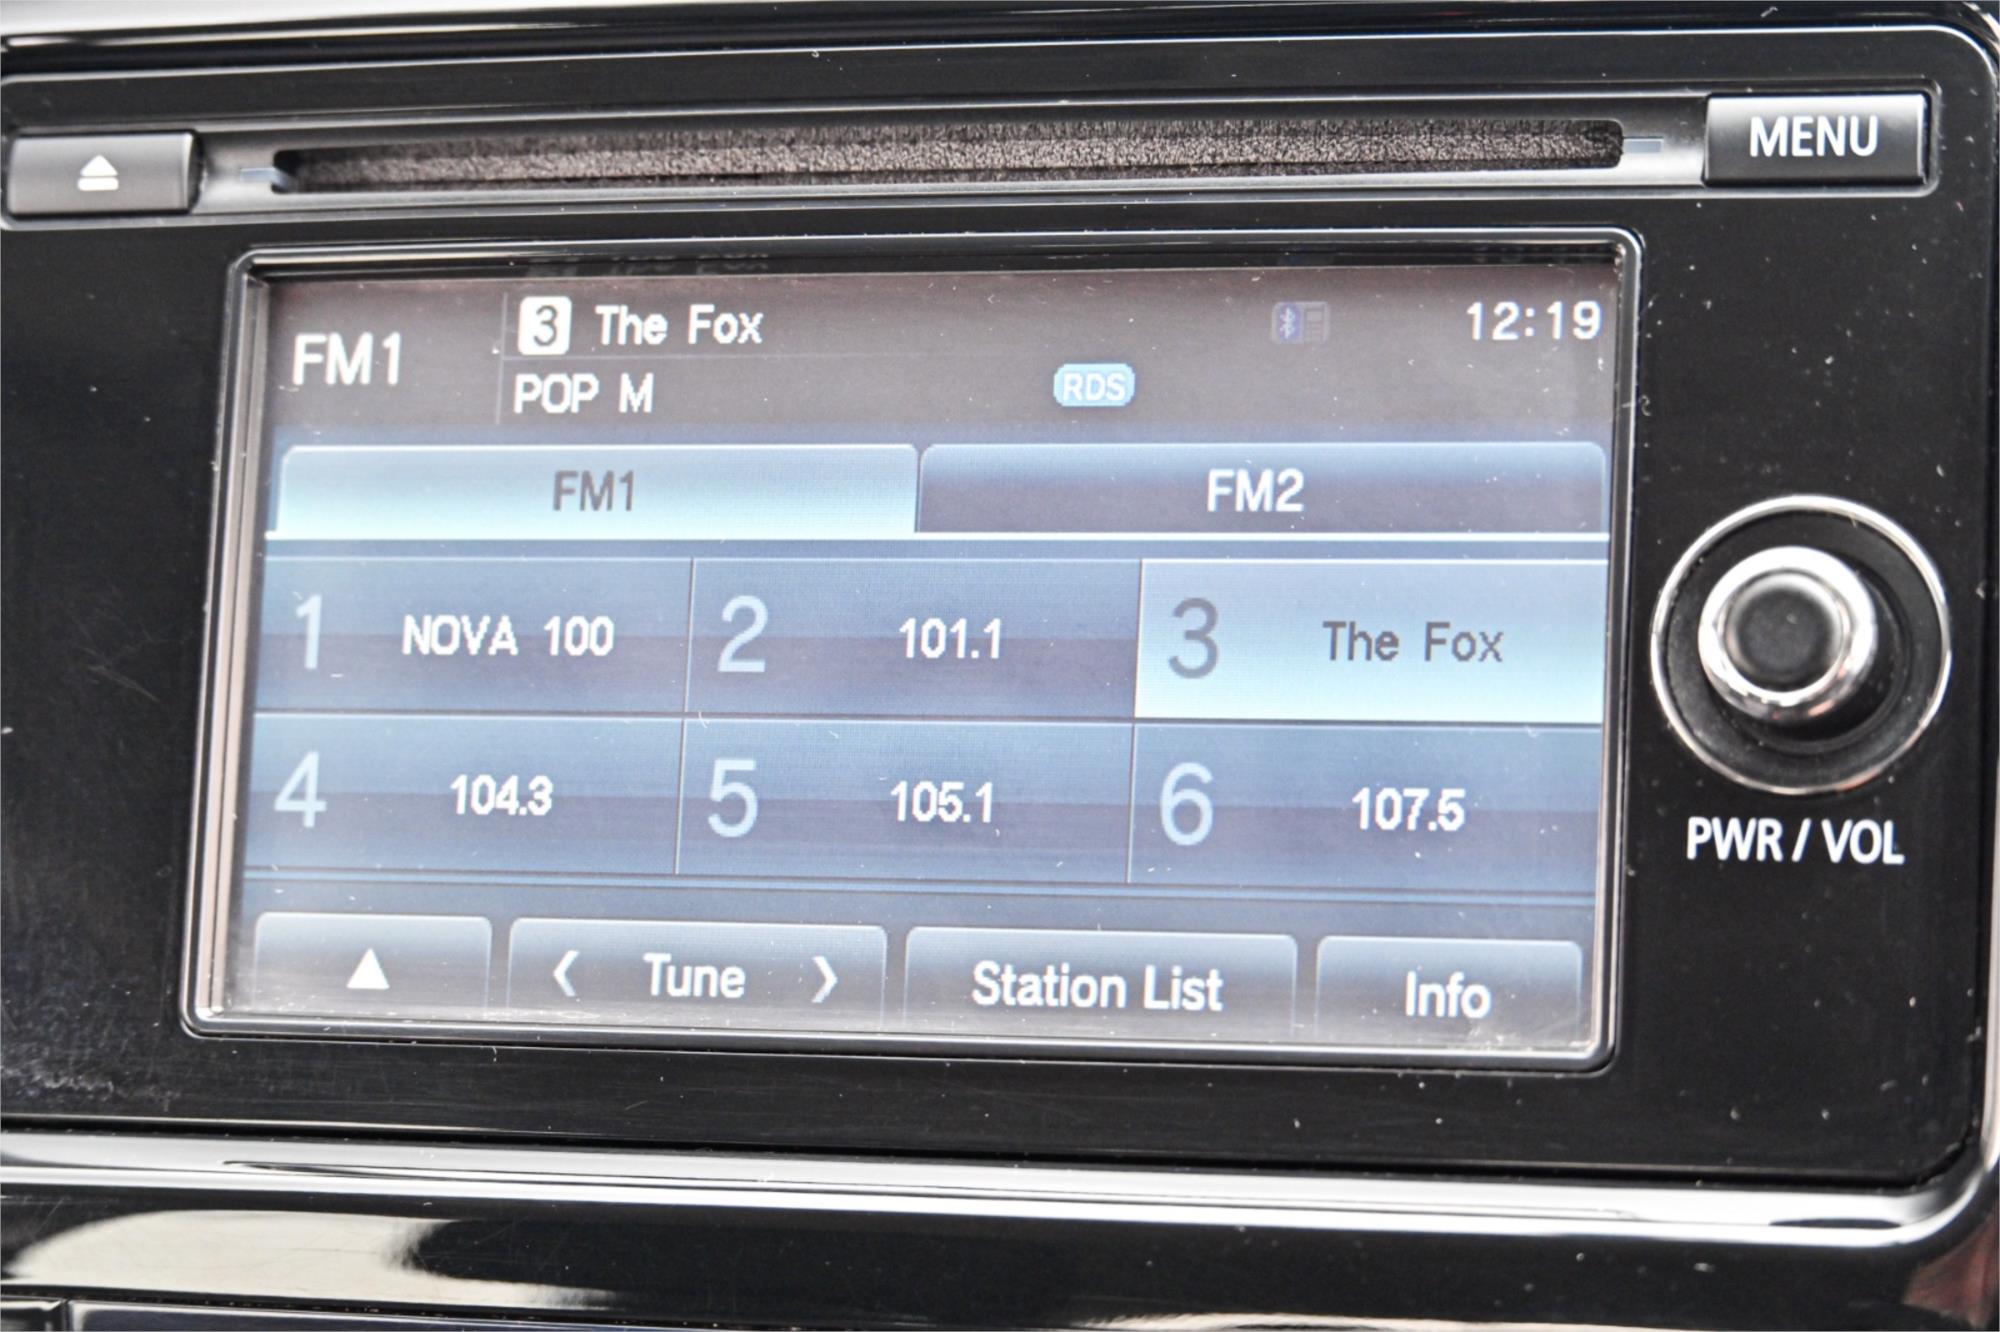 MENU
FM1
3 The Fox
12:19
POP M
RDS
FM1
FM2
1 NOVA 100
2 101.1
3 The Fox
4 104.3
5 105.1
6 107.5
Tune
Station List
Info
PWR / VOL